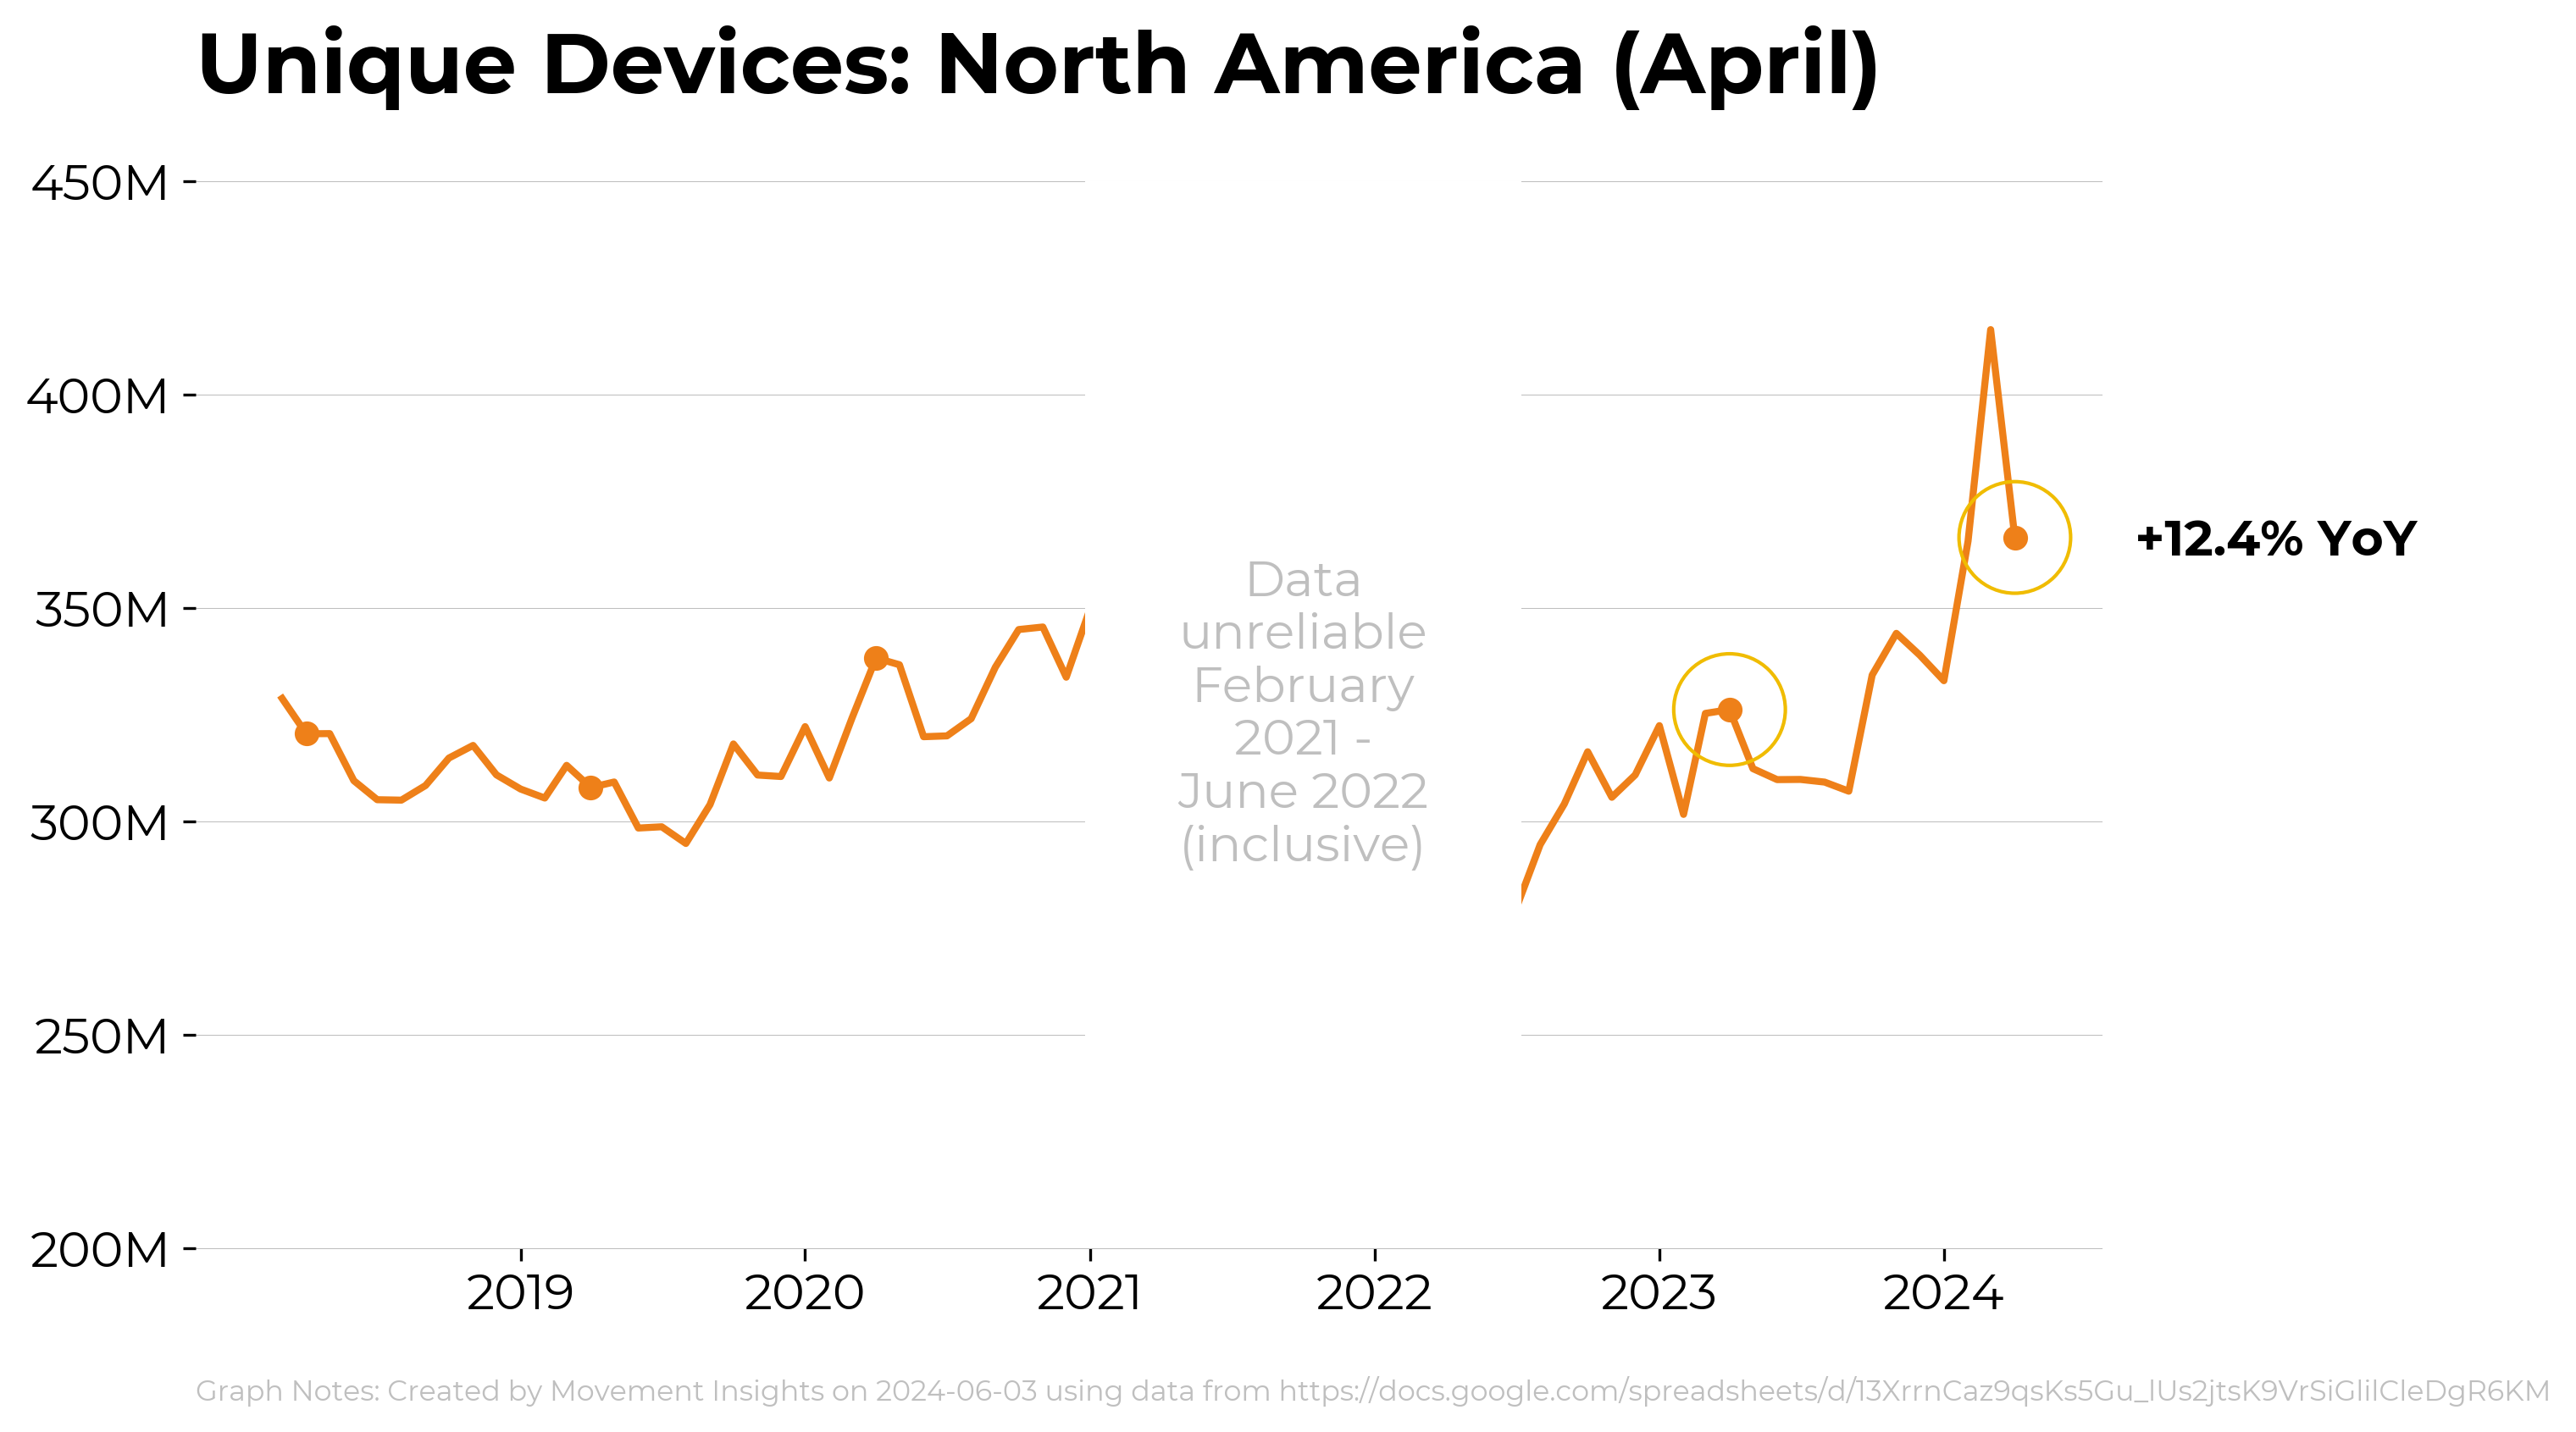 Unique Devices: North America (April)
450M
400M
350M
300M
250M
200M
Data
unreliable
February
2021 -
June 2022
(inclusive)
+12.4% YoY
2019
2020
2021
2022
2023
2024
Graph Notes: Created by Movement Insights on 2024-06-03 using data from https://docs.google.com/spreadsheets/d/13XrrnCaz9qsKs5Gu_lUs2jtsK9VrSiGlilCleDgR6KM